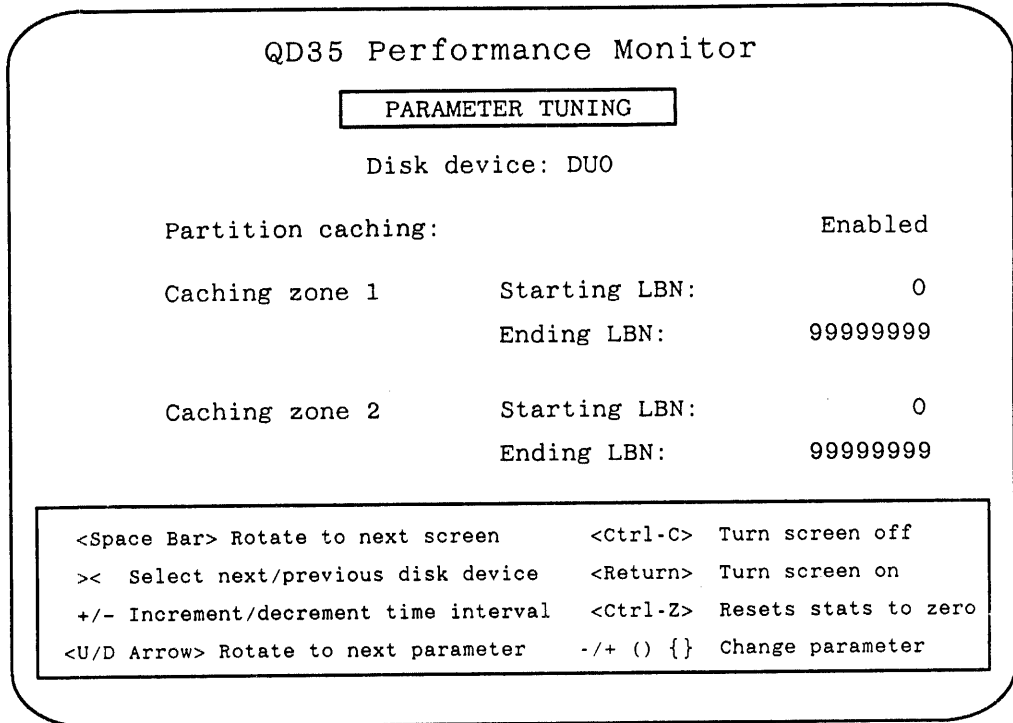 QD35 Performance Monitor
PARAMETER TUNING
Disk device: DU0
Partition caching: Enabled
Caching zone 1 Starting LBN: 0
Ending LBN: 99999999
Caching zone 2 Starting LBN: 0
Ending LBN: 99999999
<Space Bar> Rotate to next screen <Ctrl-C> Turn screen off
>< Select next/previous disk device <Return> Turn screen on
+/- Increment/decrement time interval <Ctrl-Z> Resets stats to zero
<U/D Arrow> Rotate to next parameter -/+ () {} Change parameter